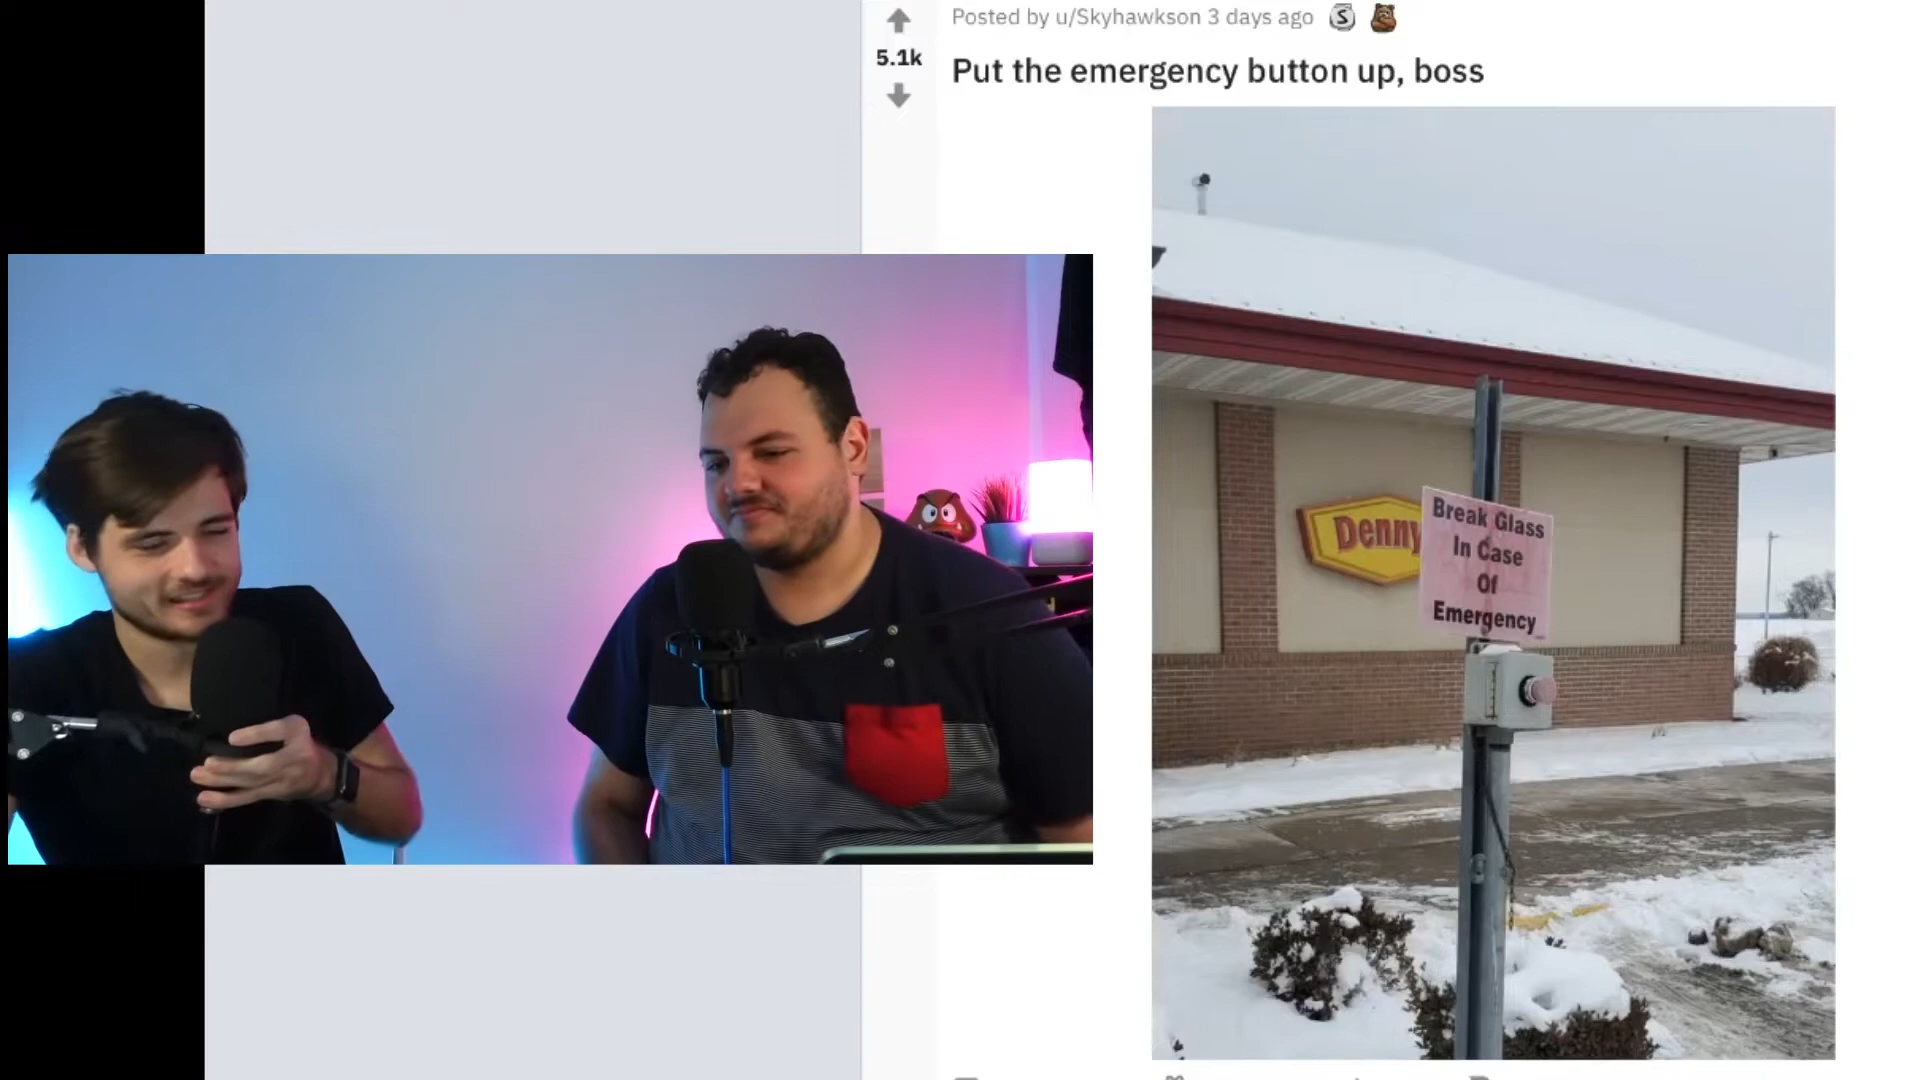 Posted by u/Skyhawkson 3 days ago
5.1k
Put the emergency button up, boss
Denny
Break Glass
In Case
Of
Emergency